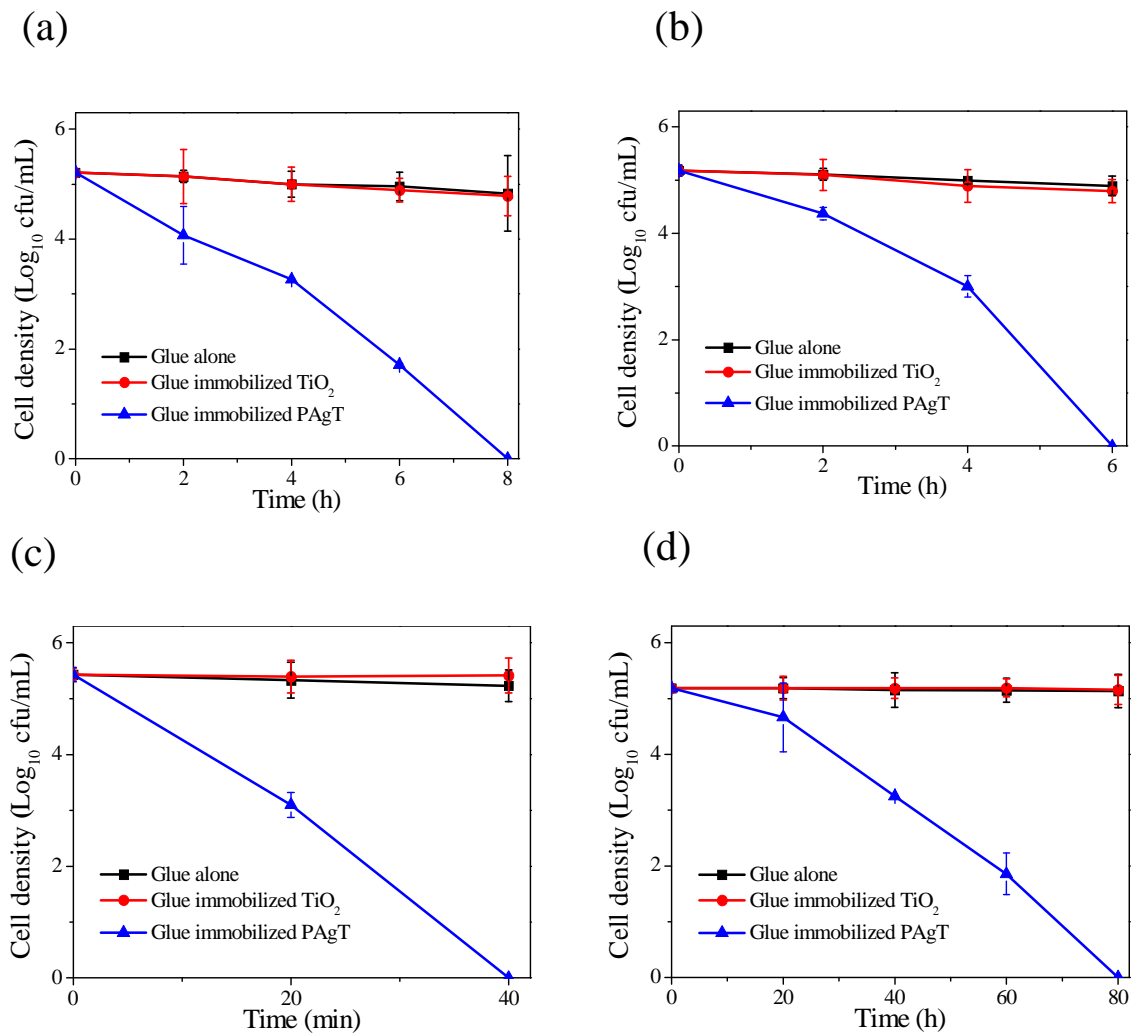 (a)
6
4
2
0
Cell density (Log10 cfu/mL)
Glue alone
Glue immobilized TiO2
Glue immobilized PAgT
0 2 4 6 8
Time (h)
(b)
6
4
2
0
Cell density (Log10 cfu/mL)
Glue alone
Glue immobilized TiO2
Glue immobilized PAgT
0 2 4 6
Time (h)
(c)
6
4
2
0
Cell density (Log10 cfu/mL)
Glue alone
Glue immobilized TiO2
Glue immobilized PAgT
0 20 40
Time (min)
(d)
6
4
2
0
Cell density (Log10 cfu/mL)
Glue alone
Glue immobilized TiO2
Glue immobilized PAgT
0 20 40 60 80
Time (h)